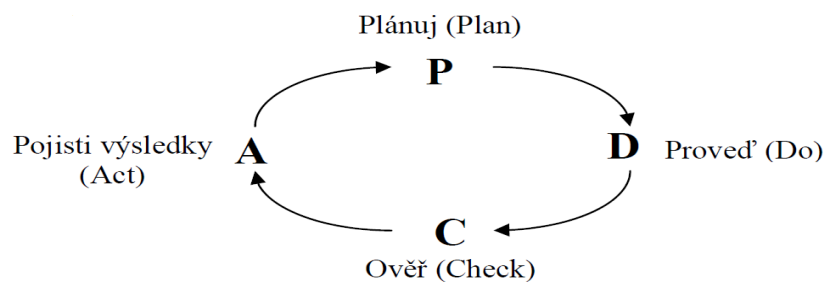 Plánuj (Plan)
P
Pojisti výsledky
(Act)
A
D
Proveď (Do)
C
Ověř (Check)